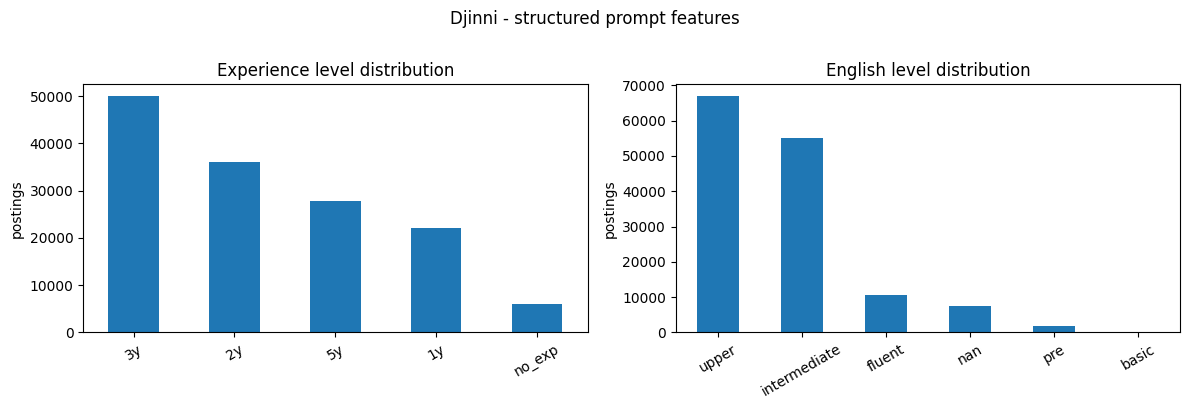 Djinni - structured prompt features
Experience level distribution
postings
50000
40000
30000
20000
10000
0
3y
2y
5y
1y
no_exp
English level distribution
postings
70000
60000
50000
40000
30000
20000
10000
0
upper
intermediate
fluent
nan
pre
basic